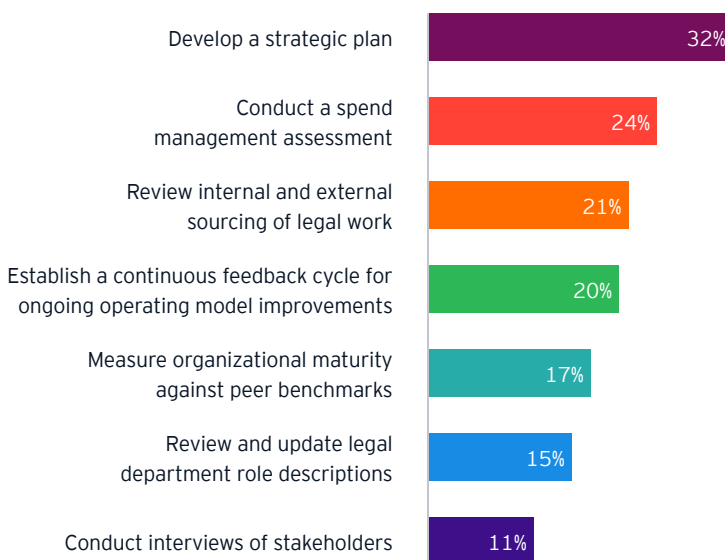 Develop a strategic plan
32%
Conduct a spend
management assessment
24%
Review internal and external
sourcing of legal work
21%
Establish a continuous feedback cycle for
ongoing operating model improvements
20%
Measure organizational maturity
against peer benchmarks
17%
Review and update legal
department role descriptions
15%
Conduct interviews of stakeholders
11%